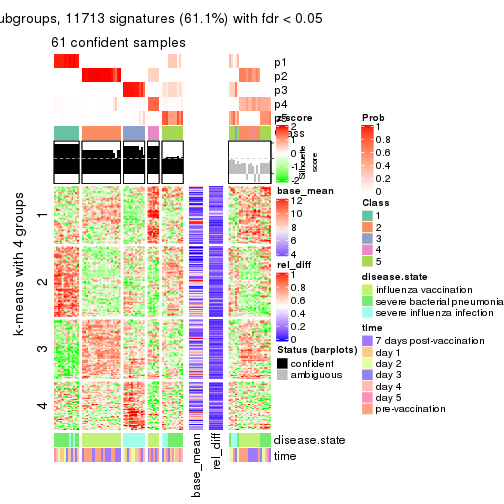 ubgroups, 11713 signatures (61.1%) with fdr < 0.05
61 confident samples
p1
p2
p3
p4
Class
Silhouette
score
k-means with 4 groups
1
2
3
4
base_mean
rel_diff
disease.state
time
2
1
0
-1
-2
base_mean
12
10
8
6
4
rel_diff
1
0.8
0.6
0.4
0.2
0
Status (barplots)
confident
ambiguous
Prob
1
0.8
0.6
0.4
0.2
0
Class
1
2
3
4
5
disease.state
influenza vaccination
severe bacterial pneumonia
severe influenza infection
time
7 days post-vaccination
day 1
day 2
day 3
day 4
day 5
pre-vaccination